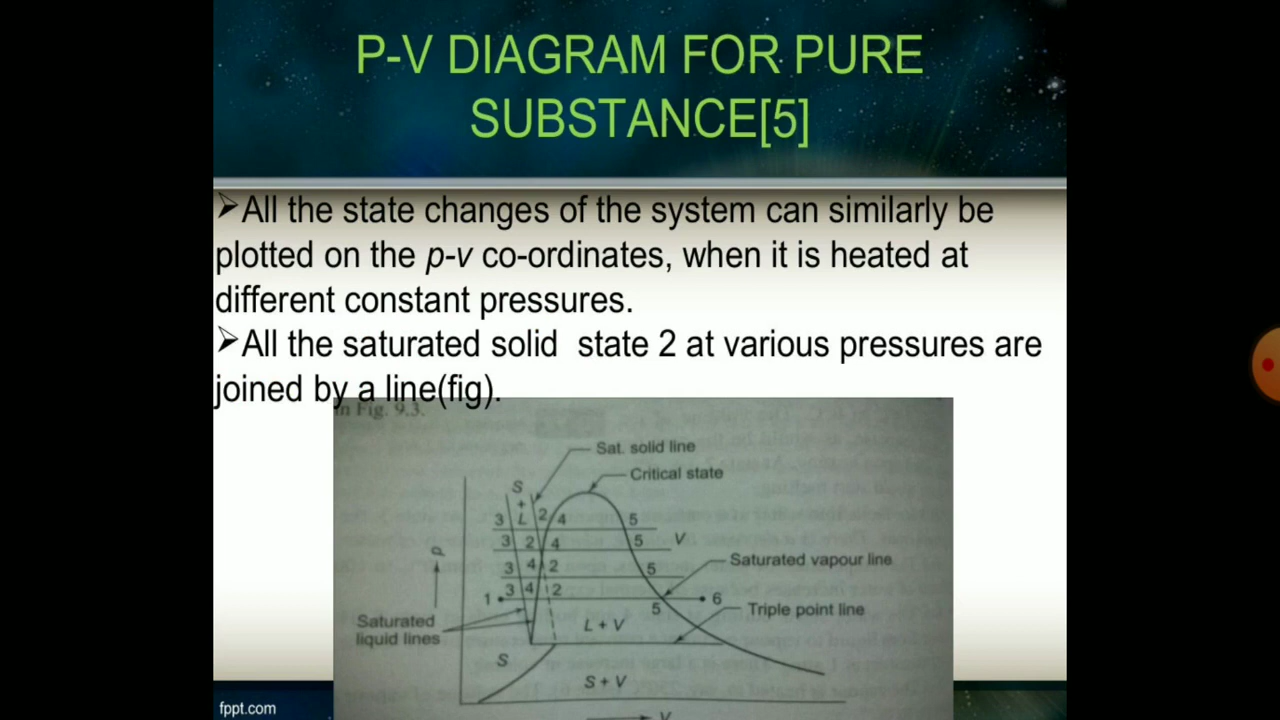 P-V DIAGRAM FOR PURE
SUBSTANCE[5]
➢All the state changes of the system can similarly be
plotted on the p-v co-ordinates, when it is heated at
different constant pressures.
➢All the saturated solid  state 2 at various pressures are
joined by a line(fig).
in Fig. 9.3.
Sat. solid line
Critical state
S
+
3 L 2 4 5
3 2 4 5 V
3 4 2 5
Saturated vapour line
1 3 4 2 5 6
p
Triple point line
Saturated
liquid lines
L + V
S
S + V
V
fppt.com